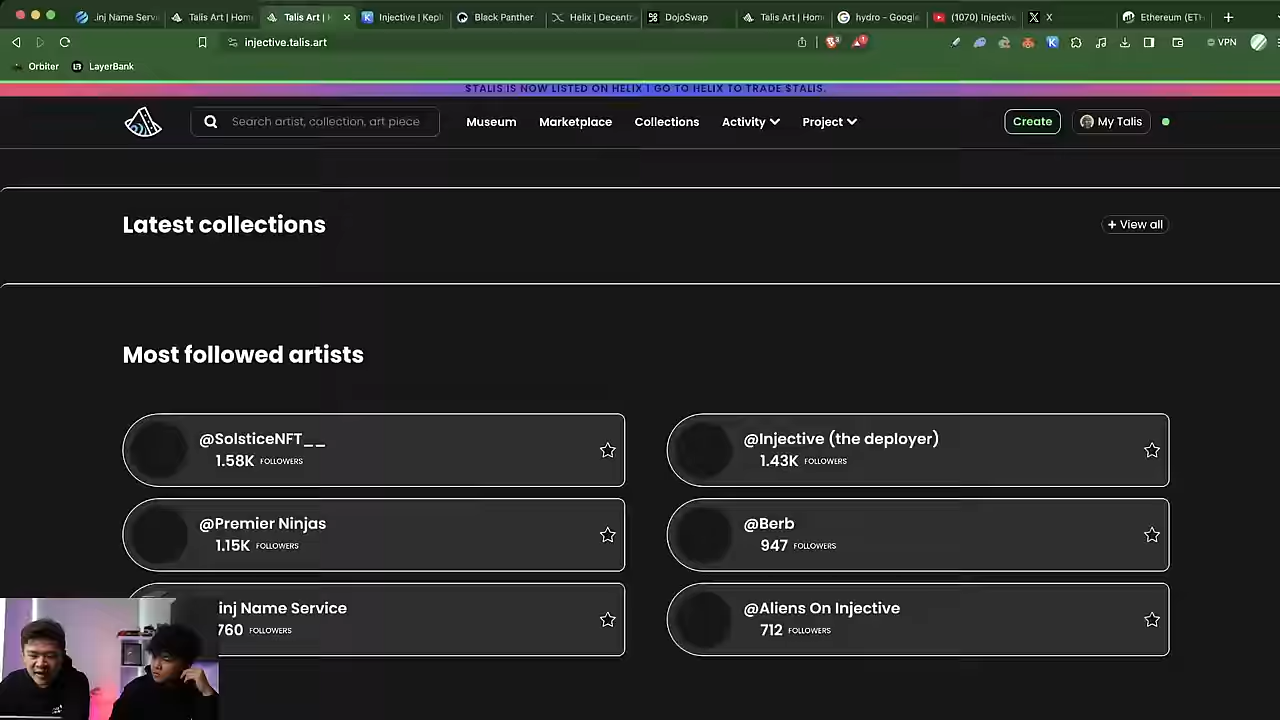 .inj Name Serv
Talis Art | Hom
Talis Art | H
Injective | Kepl
Black Panther
Helix | Decentr
DojoSwap
Talis Art | Hom
hydro - Google
(1070) Injectiv
X
Ethereum (ETH
injective.talis.art
3
1
VPN
Orbiter
LayerBank
$TALIS IS NOW LISTED ON HELIX | GO TO HELIX TO TRADE $TALIS.
Search artist, collection, art piece
Museum
Marketplace
Collections
Activity
Project
Create
My Talis
Latest collections
+ View all
Most followed artists
@SolsticeNFT__
1.58K FOLLOWERS
@Injective (the deployer)
1.43K FOLLOWERS
@Premier Ninjas
1.15K FOLLOWERS
@Berb
947 FOLLOWERS
inj Name Service
760 FOLLOWERS
@Aliens On Injective
712 FOLLOWERS